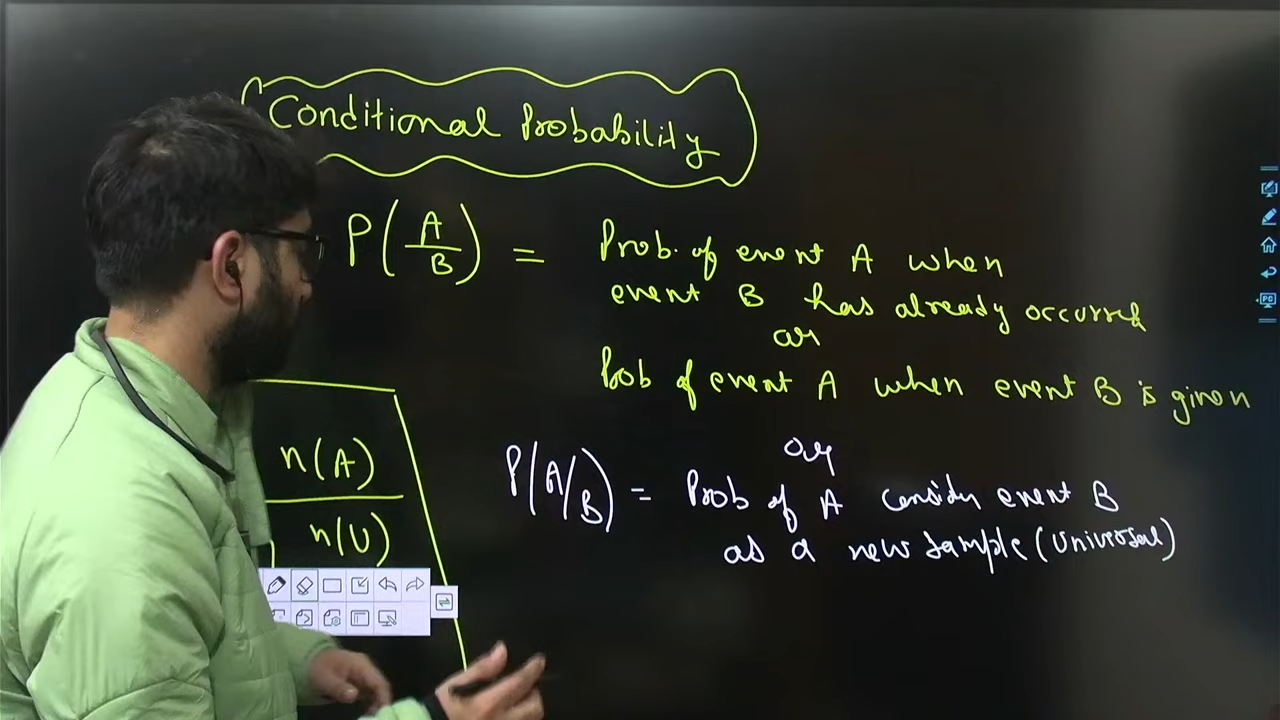 Conditional Probability
P(A/B) = Prob. of event A when
event B has already occurred
or
Prob of event A when event B is given
or
P(A/B) = Prob of A consider event B
as a new sample (Universal)
n(A)
n(U)
PC